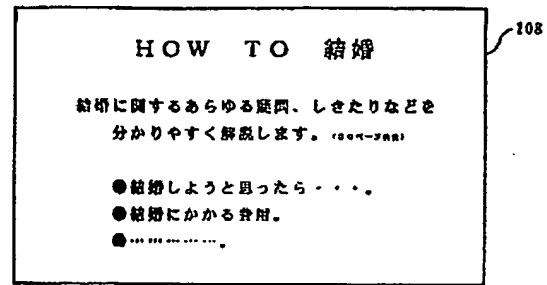 108
HOW TO 結婚
結婚に関するあらゆる疑問、しきたりなどを
分かりやすく解説します。
●結婚しようと思ったら・・・。
●結婚にかかる費用。
●…………。